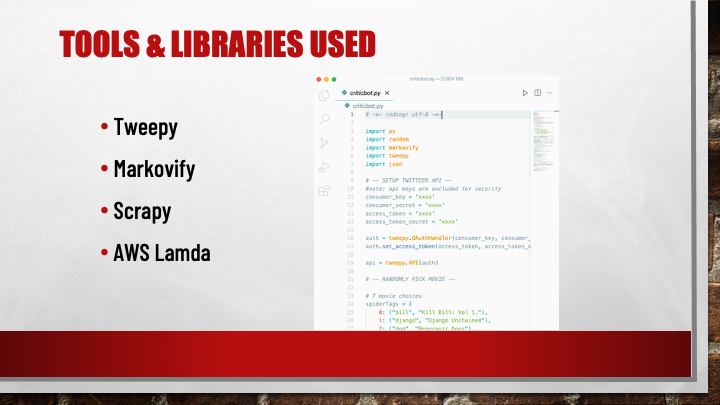 TOOLS & LIBRARIES USED
• Tweepy
• Markovify
• Scrapy
• AWS Lamda
criticbot.py — COEN 166
criticbot.py ×
criticbot.py
1 # -*- coding: utf-8 -*-
2
3 import os
4 import random
5 import markovify
6 import tweepy
7 import json
8
9 # -- SETUP TWITTEER API --
10 #note: api keys are excluded for security
11 consumer_key = 'xxxx'
12 consumer_secret = 'xxxx'
13 access_token = 'xxxx'
14 access_token_secret = 'xxxx'
15
16 auth = tweepy.OAuthHandler(consumer_key, consumer_
17 auth.set_access_token(access_token, access_token_s
18
19 api = tweepy.API(auth)
20
21 # -- RANDOMLY PICK MOVIE --
22
23 # 7 movie choices
24 spiderTags = {
25 0: ("bill", "Kill Bill: Vol 1."),
26 1: ("django", "Django Unchained"),
27 2: ("dog", "Reservoir Dogs"),